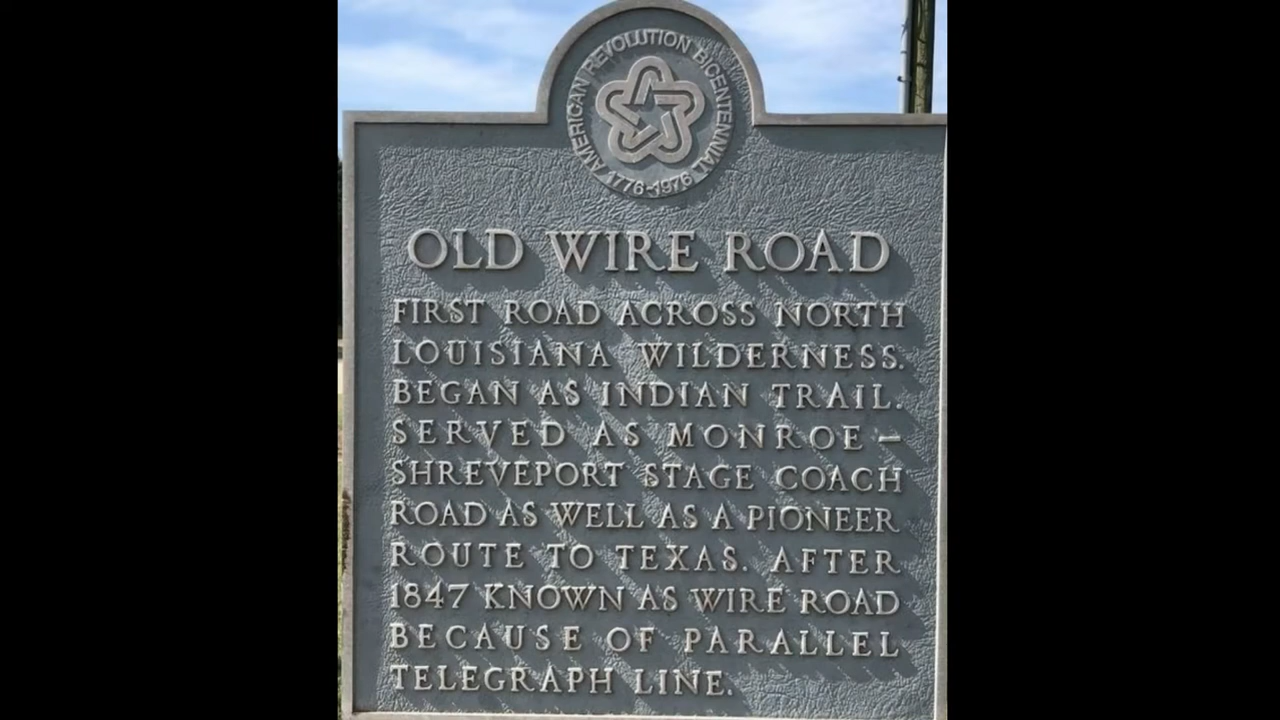 AMERICAN REVOLUTION BICENTENNIAL
1776-1976
OLD WIRE ROAD
FIRST ROAD ACROSS NORTH
LOUISIANA WILDERNESS.
BEGAN AS INDIAN TRAIL.
SERVED AS MONROE –
SHREVEPORT STAGE COACH
ROAD AS WELL AS A PIONEER
ROUTE TO TEXAS. AFTER
1847 KNOWN AS WIRE ROAD
BECAUSE OF PARALLEL
TELEGRAPH LINE.